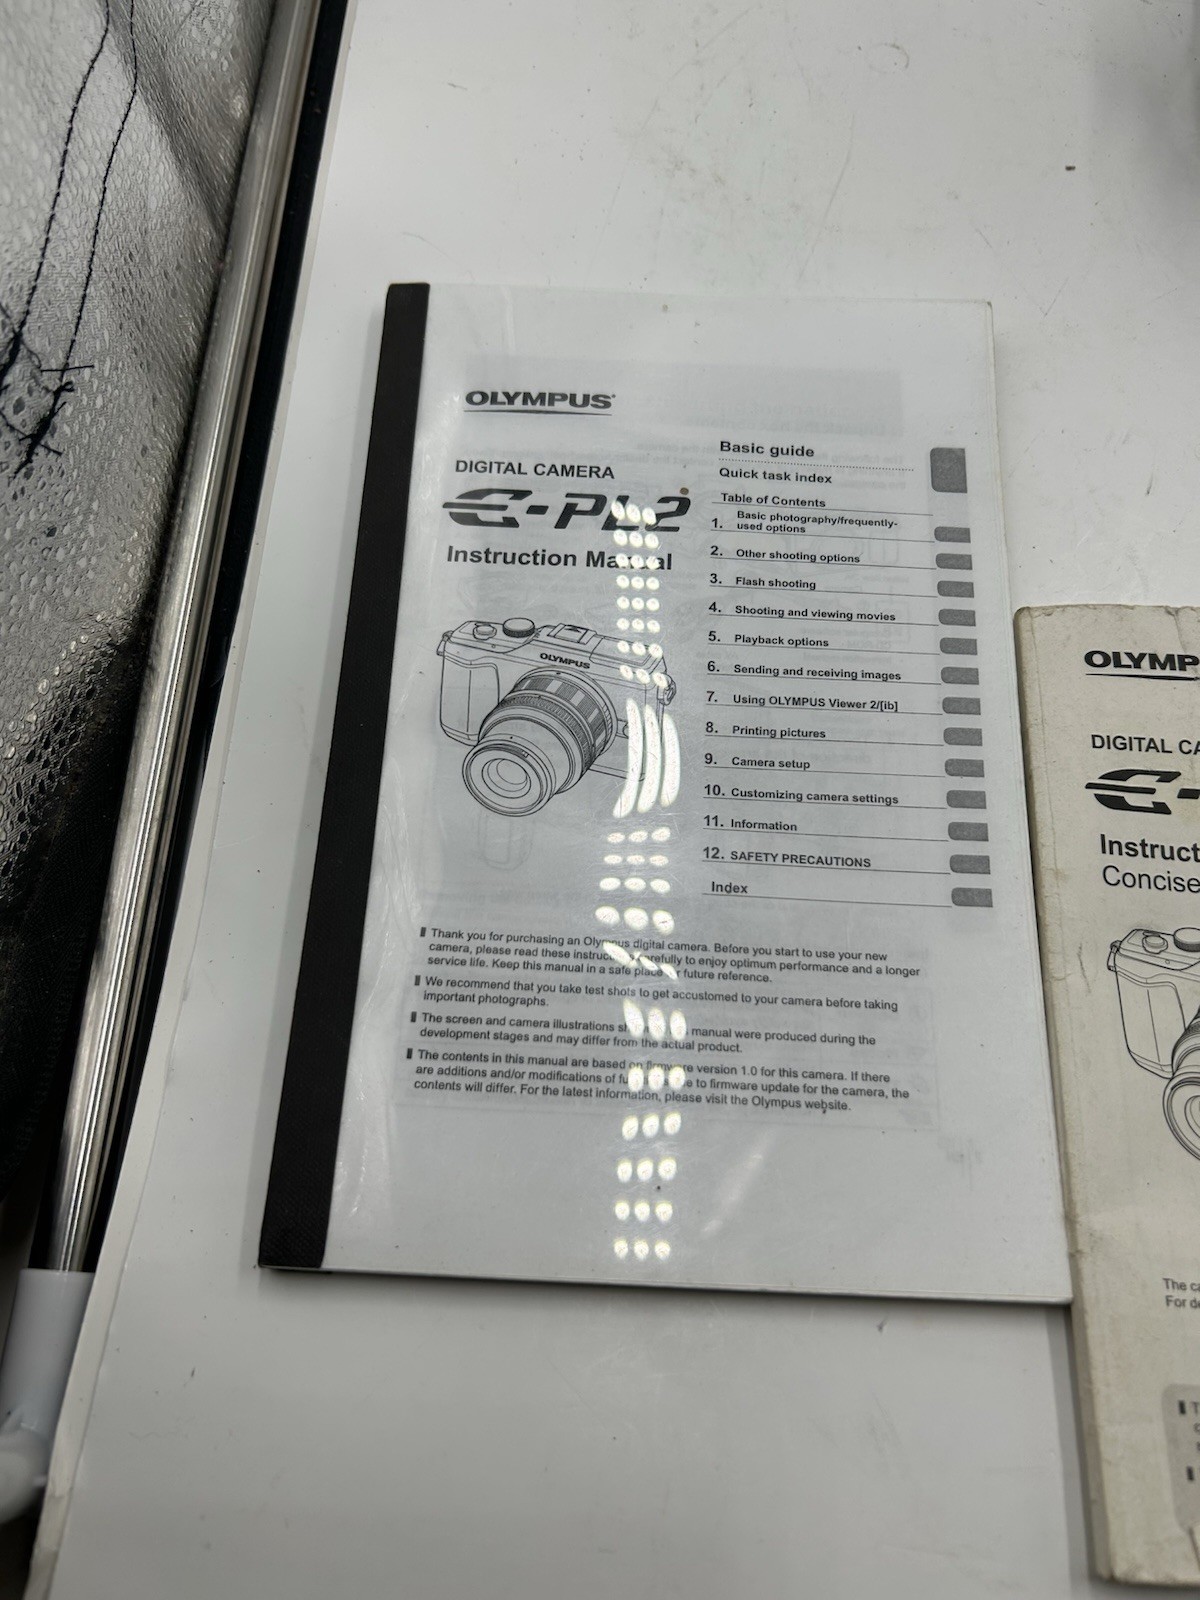 OLYMPUS
DIGITAL CAMERA
E-PL2
Instruction Manual
OLYMPUS
Basic guide
Quick task index
Table of Contents
1. Basic photography/frequently-
used options
2. Other shooting options
3. Flash shooting
4. Shooting and viewing movies
5. Playback options
6. Sending and receiving images
7. Using OLYMPUS Viewer 2/[ib]
8. Printing pictures
9. Camera setup
10. Customizing camera settings
11. Information
12. SAFETY PRECAUTIONS
Index
Thank you for purchasing an Olympus digital camera. Before you start to use your new
camera, please read these carefully to enjoy optimum performance and a longer
service life. Keep this manual in a safe place future reference.
We recommend that you take test shots to get accustomed to your camera before taking
important photographs.
The screen and camera illustrations manual were produced during the
development stages and may differ from the actual product.
The contents in this manual are based on firmware version 1.0 for this camera. If there
are additions and/or modifications of to firmware update for the camera, the
contents will differ. For the latest information, please visit the Olympus website.
OLYMP
DIGITAL CA
E-
Instruct
Concise
The ca
For de